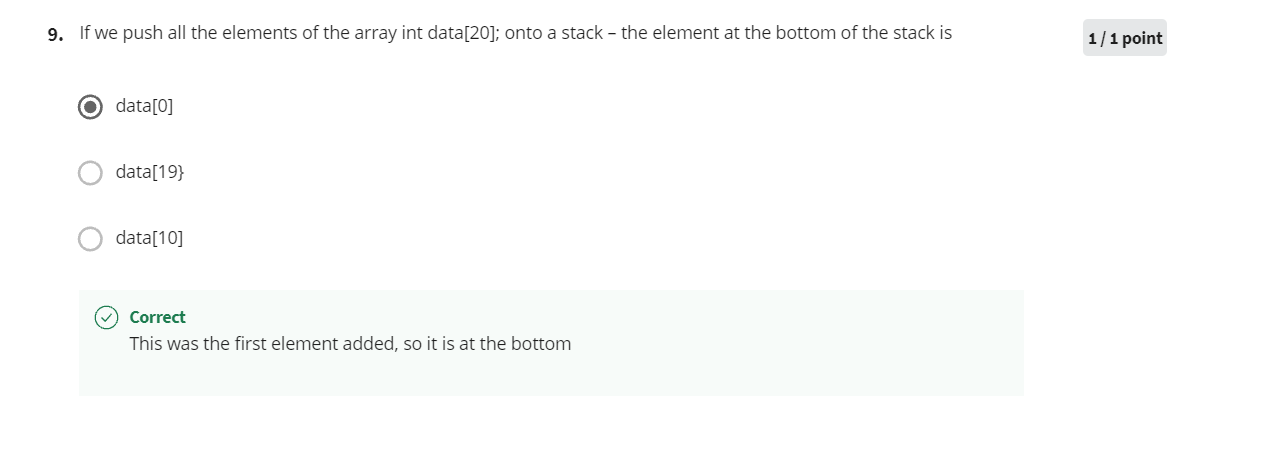 9. If we push all the elements of the array int data[20]; onto a stack – the element at the bottom of the stack is
1 / 1 point
data[0]
data[19}
data[10]
Correct
This was the first element added, so it is at the bottom